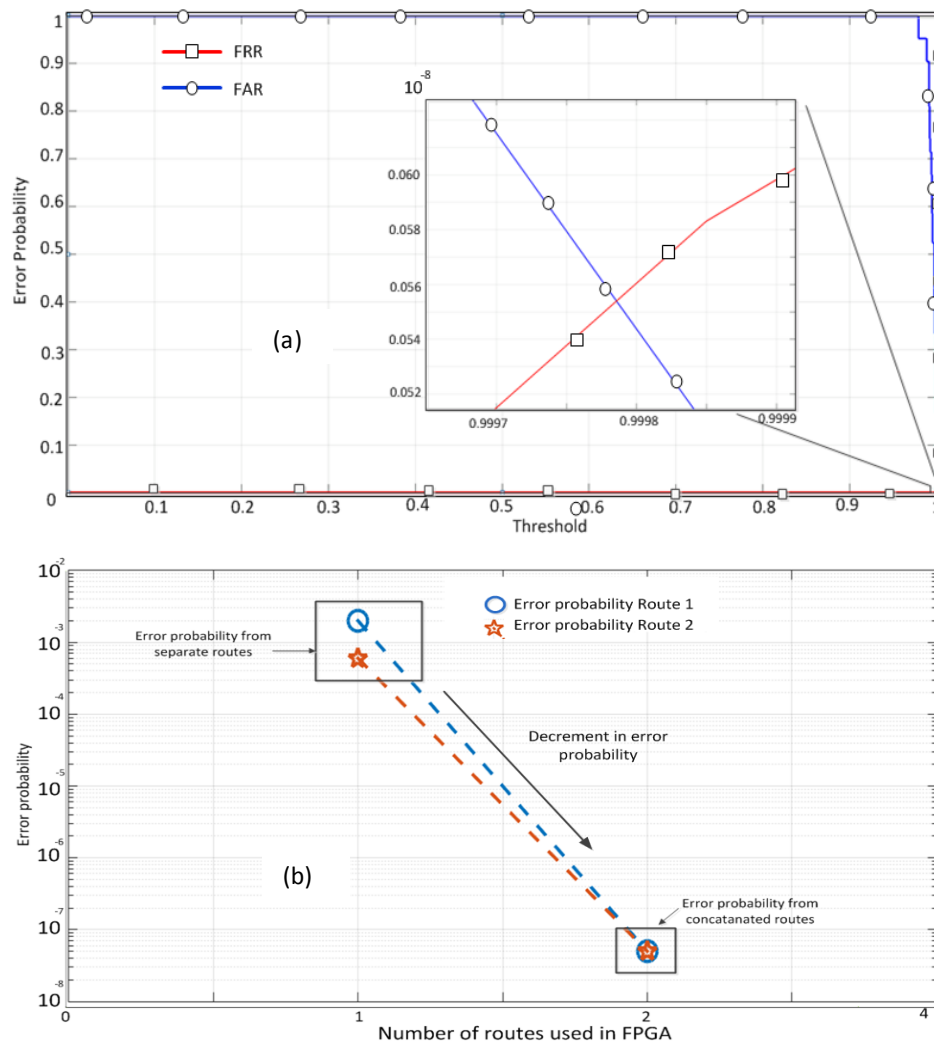 1
0.9
0.8
0.7
0.6
0.5
0.4
0.3
0.2
0.1
0
Error Probability
FRR
FAR
10-8
0.060
0.058
0.056
0.054
0.052
0.9997
0.9998
0.9999
(a)
0.1
0.2
0.3
0.4
0.5
0.6
0.7
0.8
0.9
Threshold
10-2
10-3
10-4
10-5
10-6
10-7
10-8
Error probability
Error probability Route 1
Error probability Route 2
Error probability from
separate routes
Decrement in error
probability
(b)
Error probability from
concatanated routes
0
1
2
4
Number of routes used in FPGA